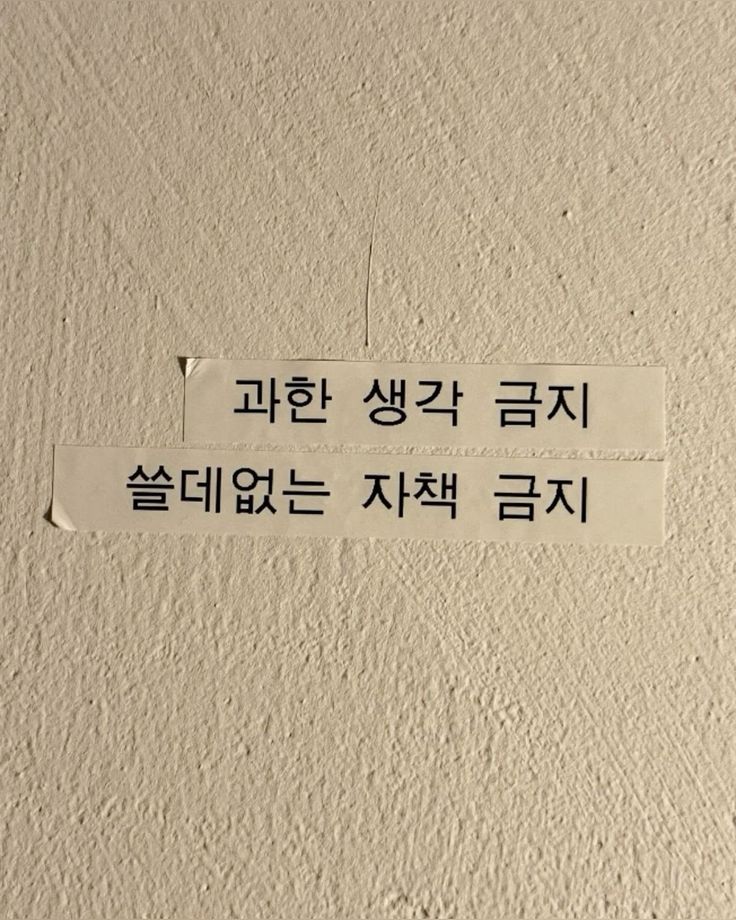 과한 생각 금지
쓸데없는 자책 금지